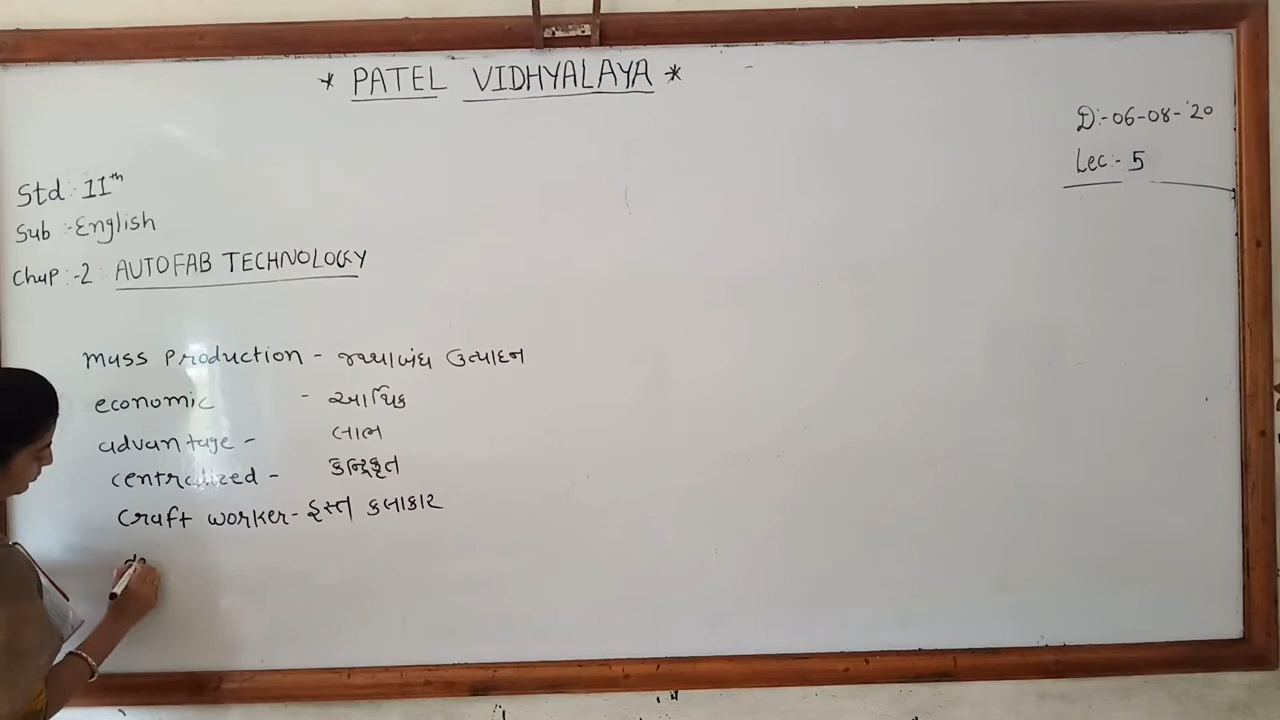 * PATEL VIDHYALAYA *
D:-06-08-'20
Lec:- 5
Std:- 11th
Sub :-English
Chap:-2: AUTOFAB TECHNOLOGY
mass production - જથ્થાબંધ ઉત્પાદન
economic - આર્થિક
advantage - લાભ
centralized - કેન્દ્રિકૃત
Craft worker- હસ્ત કલાકાર